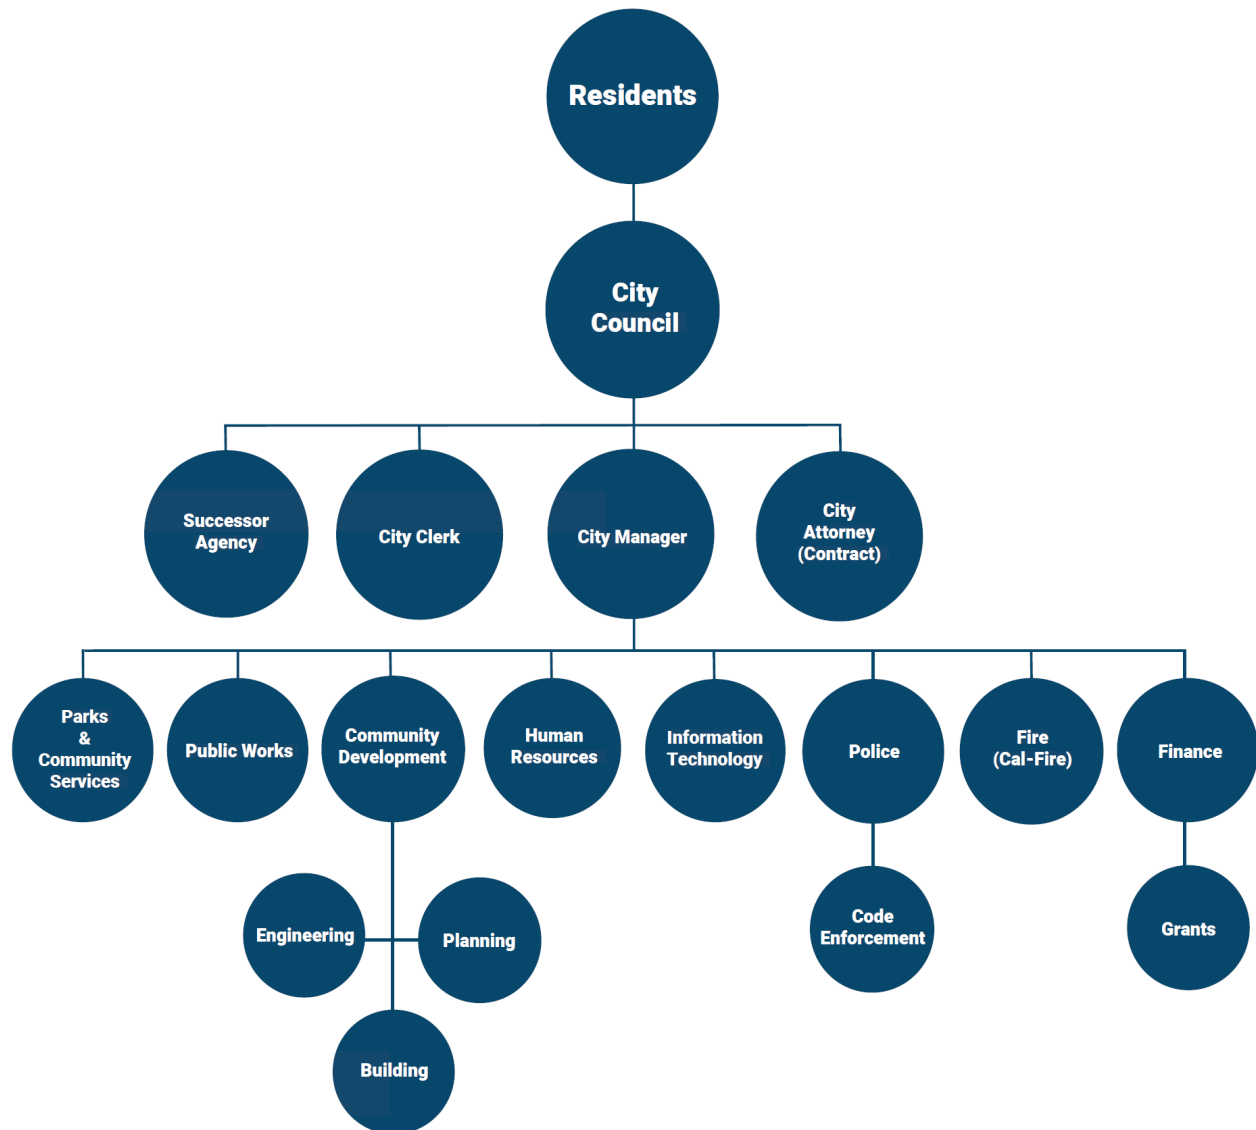 Residents
City
Council
Successor
Agency
City Clerk
City Manager
City
Attorney
(Contract)
Parks
&
Community
Services
Public Works
Community
Development
Human
Resources
Information
Technology
Police
Fire
(Cal-Fire)
Finance
Engineering
Planning
Building
Code
Enforcement
Grants